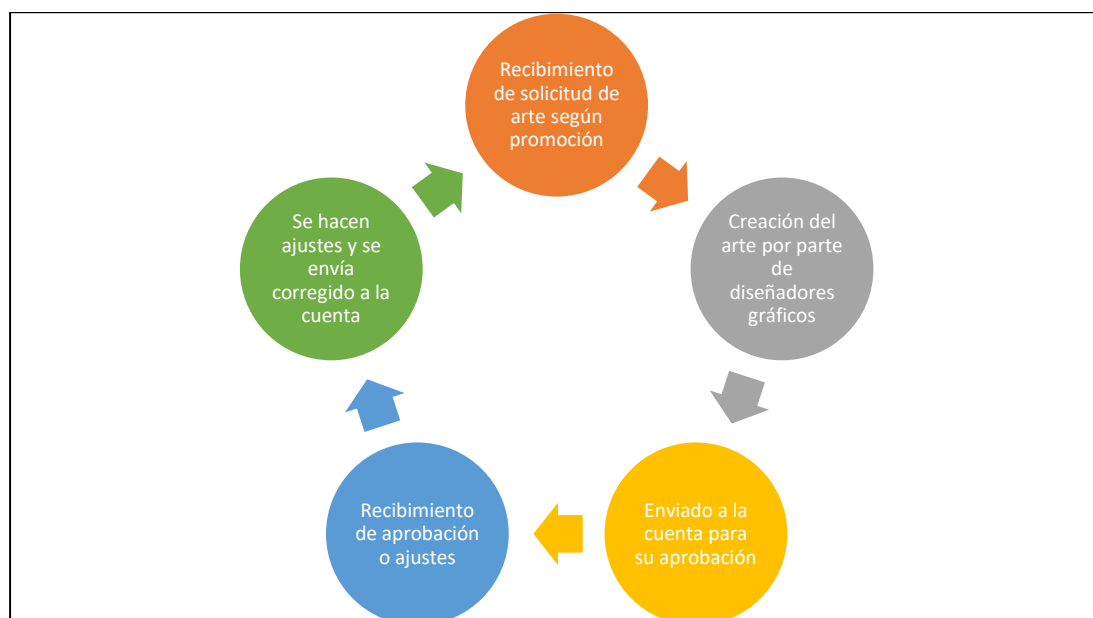 Recibimiento
de solicitud de
arte según
promoción
Creación del
arte por parte
de
diseñadores
gráficos
Enviado a la
cuenta para
su aprobación
Recibimiento
de aprobación
o ajustes
Se hacen
ajustes y se
envía
corregido a la
cuenta